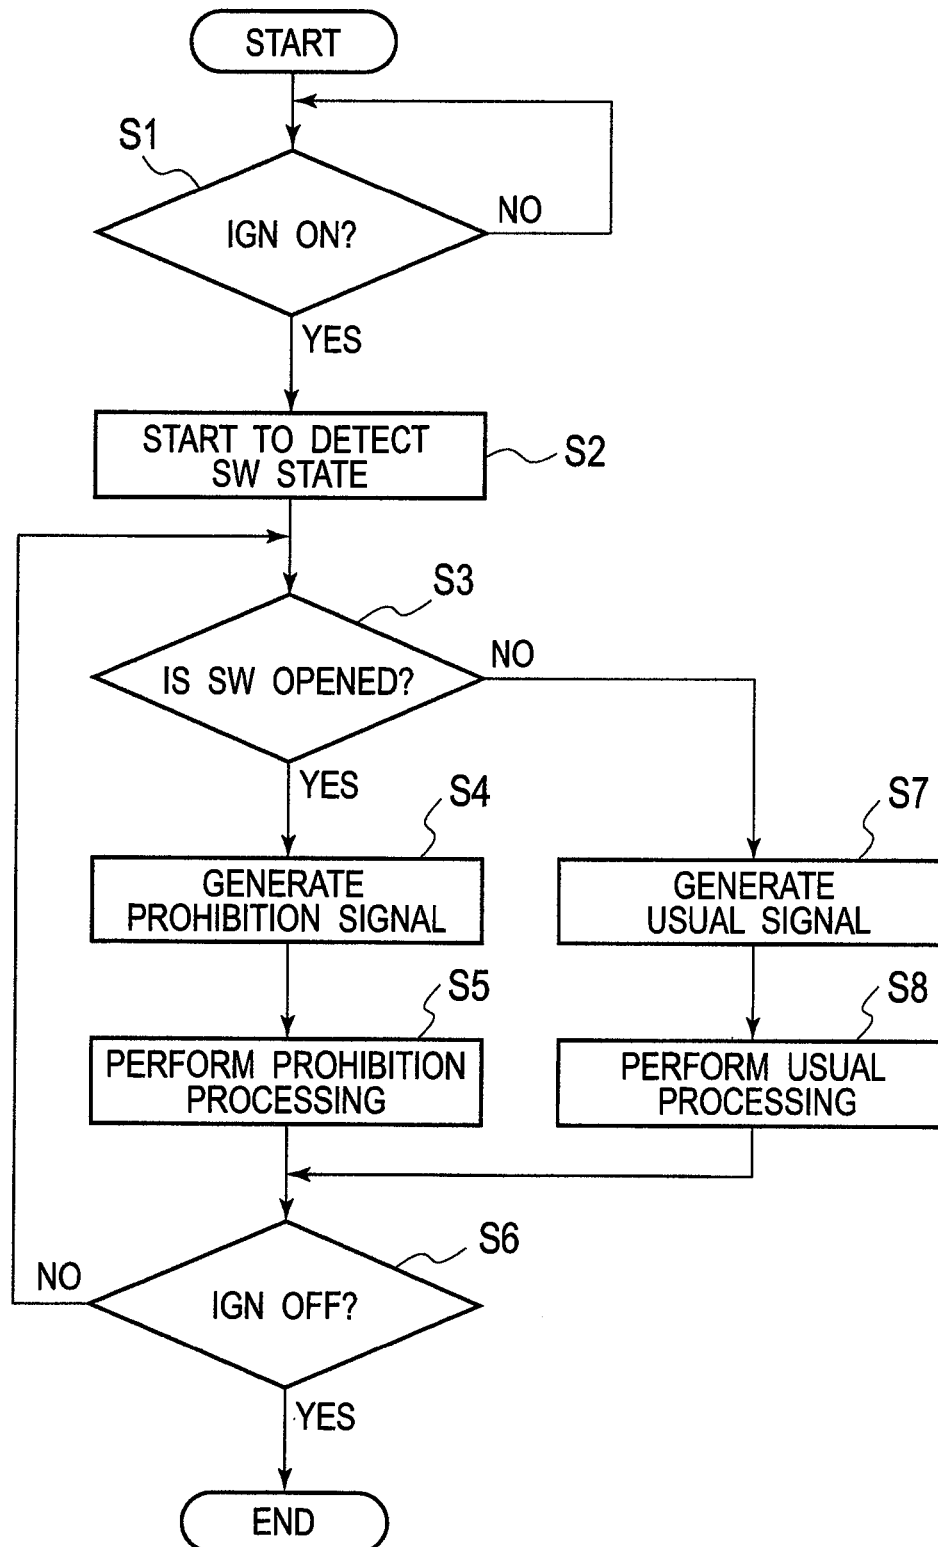 START
S1
IGN ON?
NO
YES
START TO DETECT
SW STATE
S2
S3
IS SW OPENED?
NO
YES
S4
GENERATE
PROHIBITION SIGNAL
S7
GENERATE
USUAL SIGNAL
S5
PERFORM PROHIBITION
PROCESSING
S8
PERFORM USUAL
PROCESSING
S6
IGN OFF?
NO
YES
END